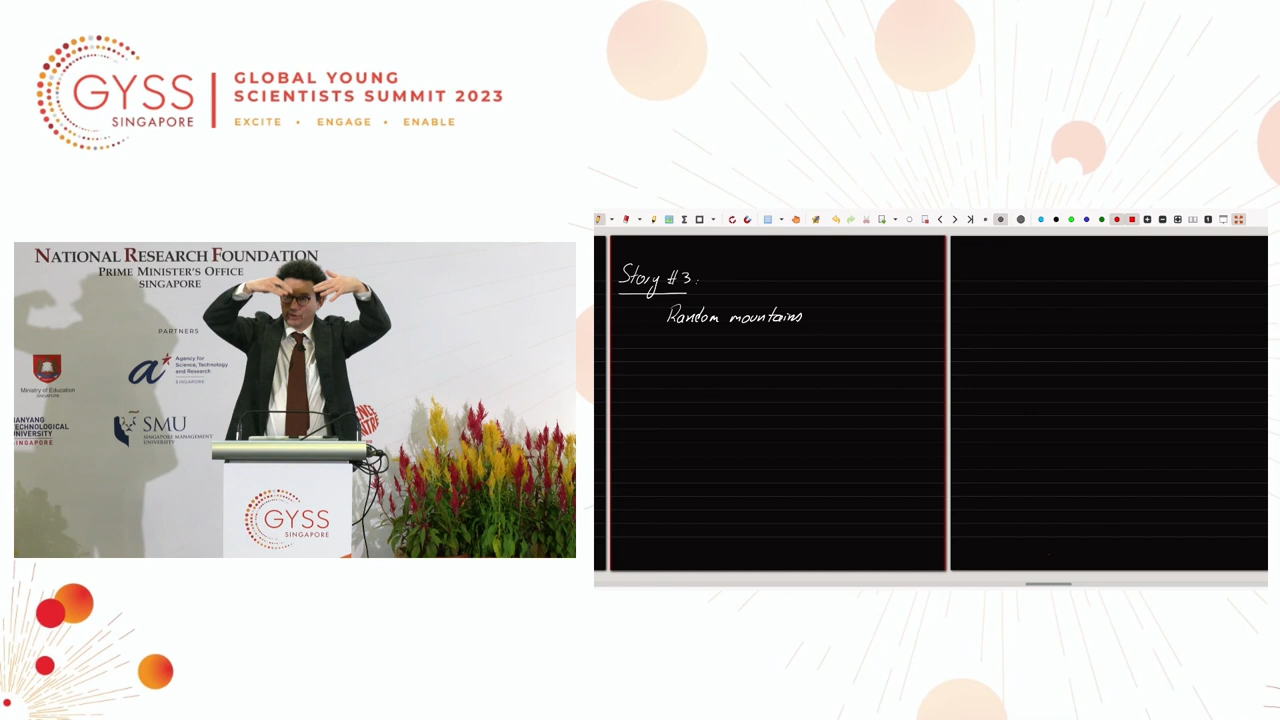 GYSS
SINGAPORE
GLOBAL YOUNG
SCIENTISTS SUMMIT 2023
EXCITE • ENGAGE • ENABLE
NATIONAL RESEARCH FOUNDATION
PRIME MINISTER'S OFFICE
SINGAPORE
PARTNERS
Ministry of Education
SINGAPORE
a
Agency for
Science, Technology
and Research
SINGAPORE
TECHNOLOGICAL
SINGAPORE
SMU
SINGAPORE MANAGEMENT
UNIVERSITY
GYSS
SINGAPORE
Story #3:
Random mountains